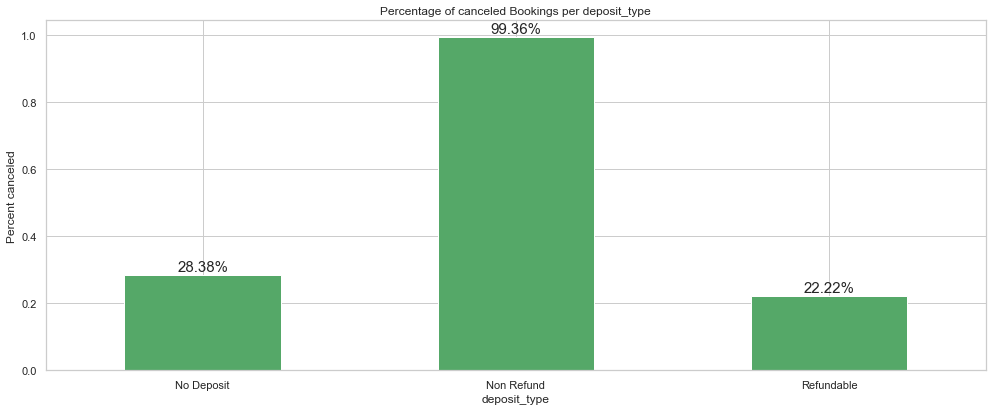 Percentage of canceled Bookings per deposit_type
99.36%
28.38%
22.22%
Percent canceled
1.0
0.8
0.6
0.4
0.2
0.0
No Deposit
Non Refund
Refundable
deposit_type